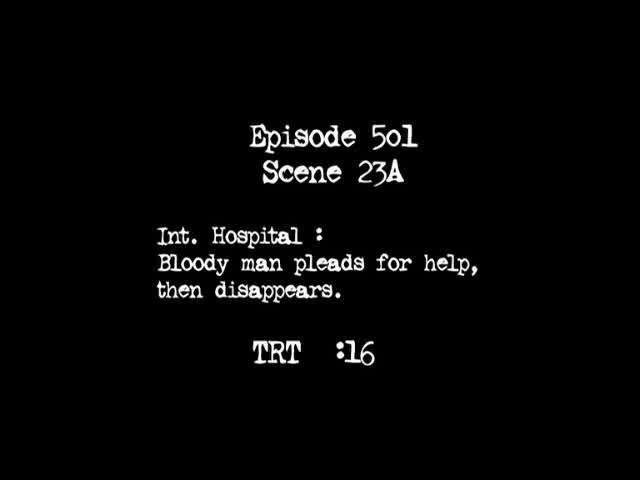 Episode 501
Scene 23A
Int. Hospital :
Bloody man pleads for help,
then disappears.
TRT :16